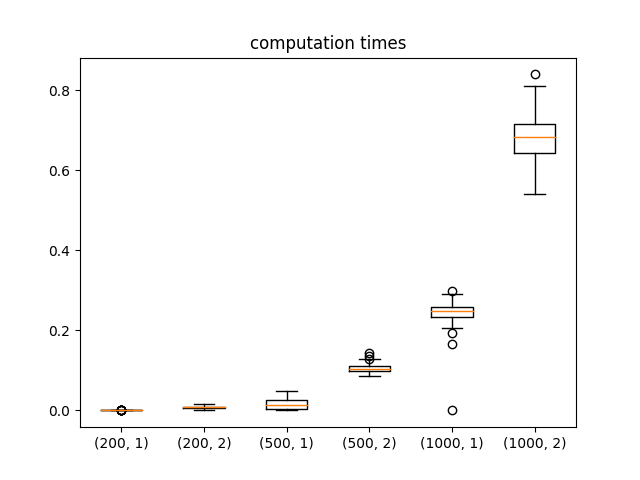 computation times
0.8
0.6
0.4
0.2
0.0
(200, 1) (200, 2) (500, 1) (500, 2) (1000, 1) (1000, 2)